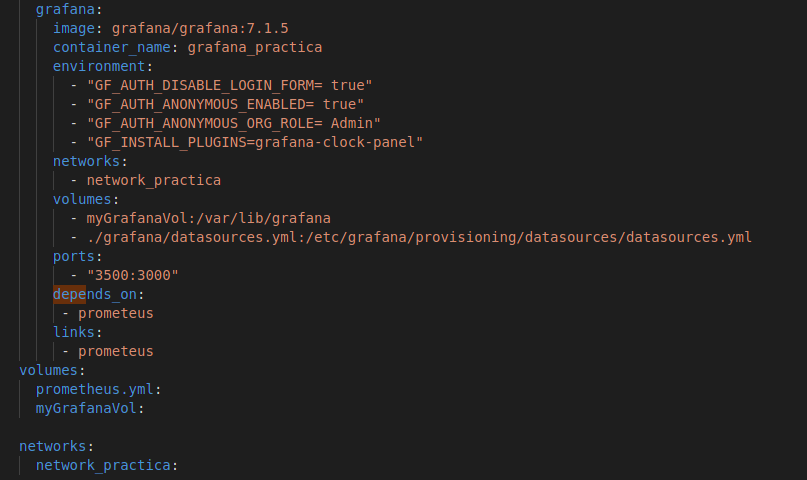 grafana:
image: grafana/grafana:7.1.5
container_name: grafana_practica
environment:
- "GF_AUTH_DISABLE_LOGIN_FORM= true"
- "GF_AUTH_ANONYMOUS_ENABLED= true"
- "GF_AUTH_ANONYMOUS_ORG_ROLE= Admin"
- "GF_INSTALL_PLUGINS=grafana-clock-panel"
networks:
- network_practica
volumes:
- myGrafanaVol:/var/lib/grafana
- ./grafana/datasources.yml:/etc/grafana/provisioning/datasources/datasources.yml
ports:
- "3500:3000"
depends_on:
- prometeus
links:
- prometeus
volumes:
prometheus.yml:
myGrafanaVol:
networks:
network_practica: